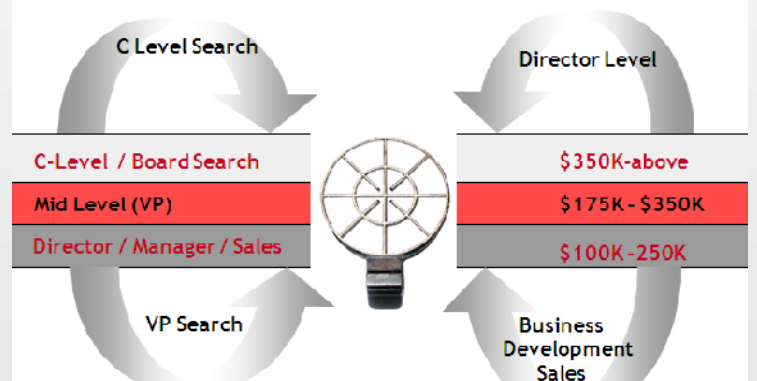 C Level Search
Director Level
C-Level / Board Search
$350K-above
Mid Level (VP)
$175K - $350K
Director / Manager / Sales
$100K -250K
VP Search
Business
Development
Sales